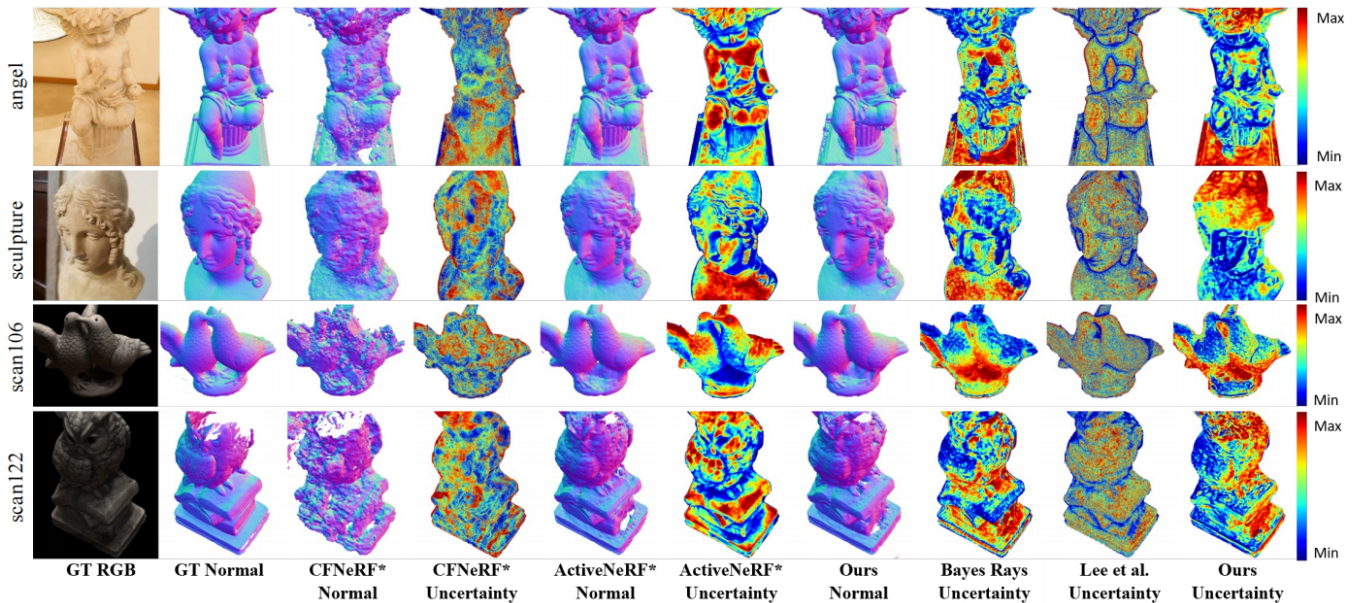 angel
Max
Min
sculpture
Max
Min
scan106
Max
Min
scan122
Max
Min
GT RGB
GT Normal
CFNeRF*
Normal
CFNeRF*
Uncertainty
ActiveNeRF*
Normal
ActiveNeRF*
Uncertainty
Ours
Normal
Bayes Rays
Uncertainty
Lee et al.
Uncertainty
Ours
Uncertainty